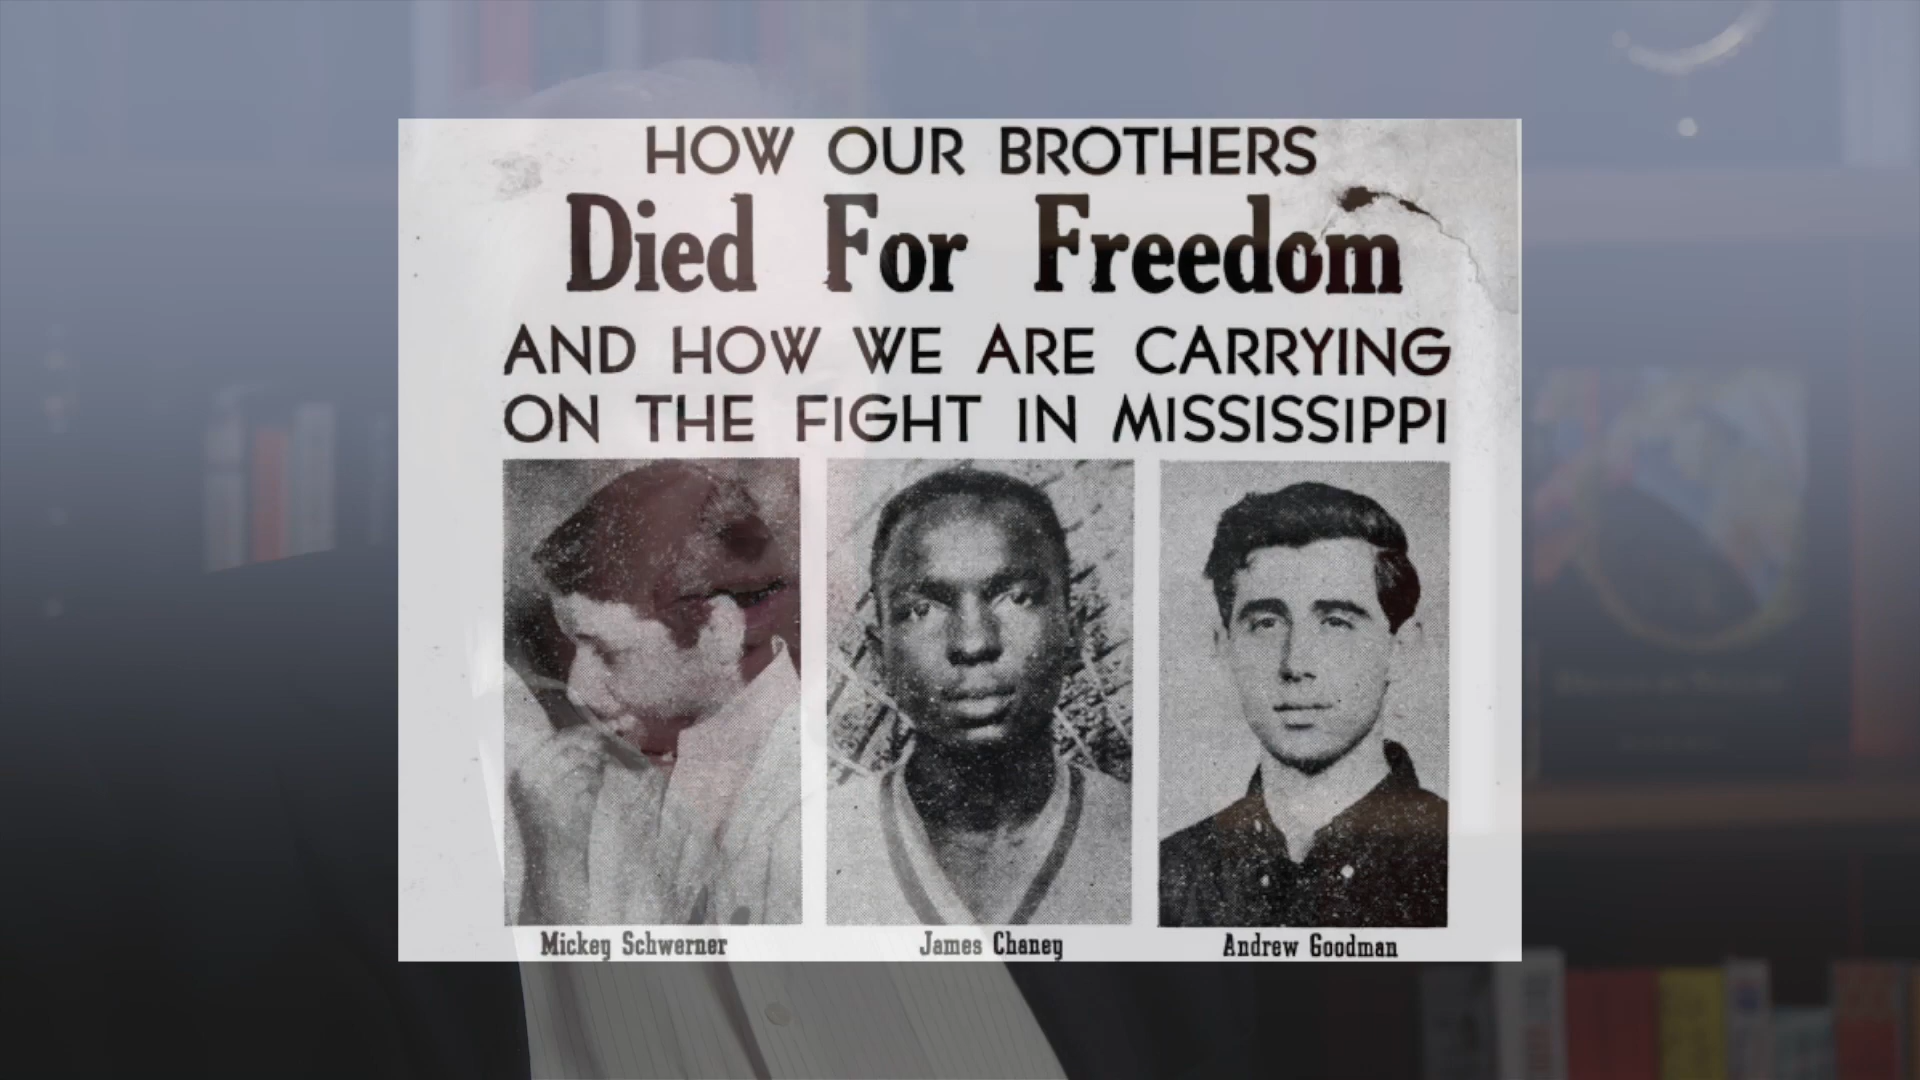 HOW OUR BROTHERS
Died For Freedom
AND HOW WE ARE CARRYING
ON THE FIGHT IN MISSISSIPPI
Mickey Schwerner
James Chaney
Andrew Goodman